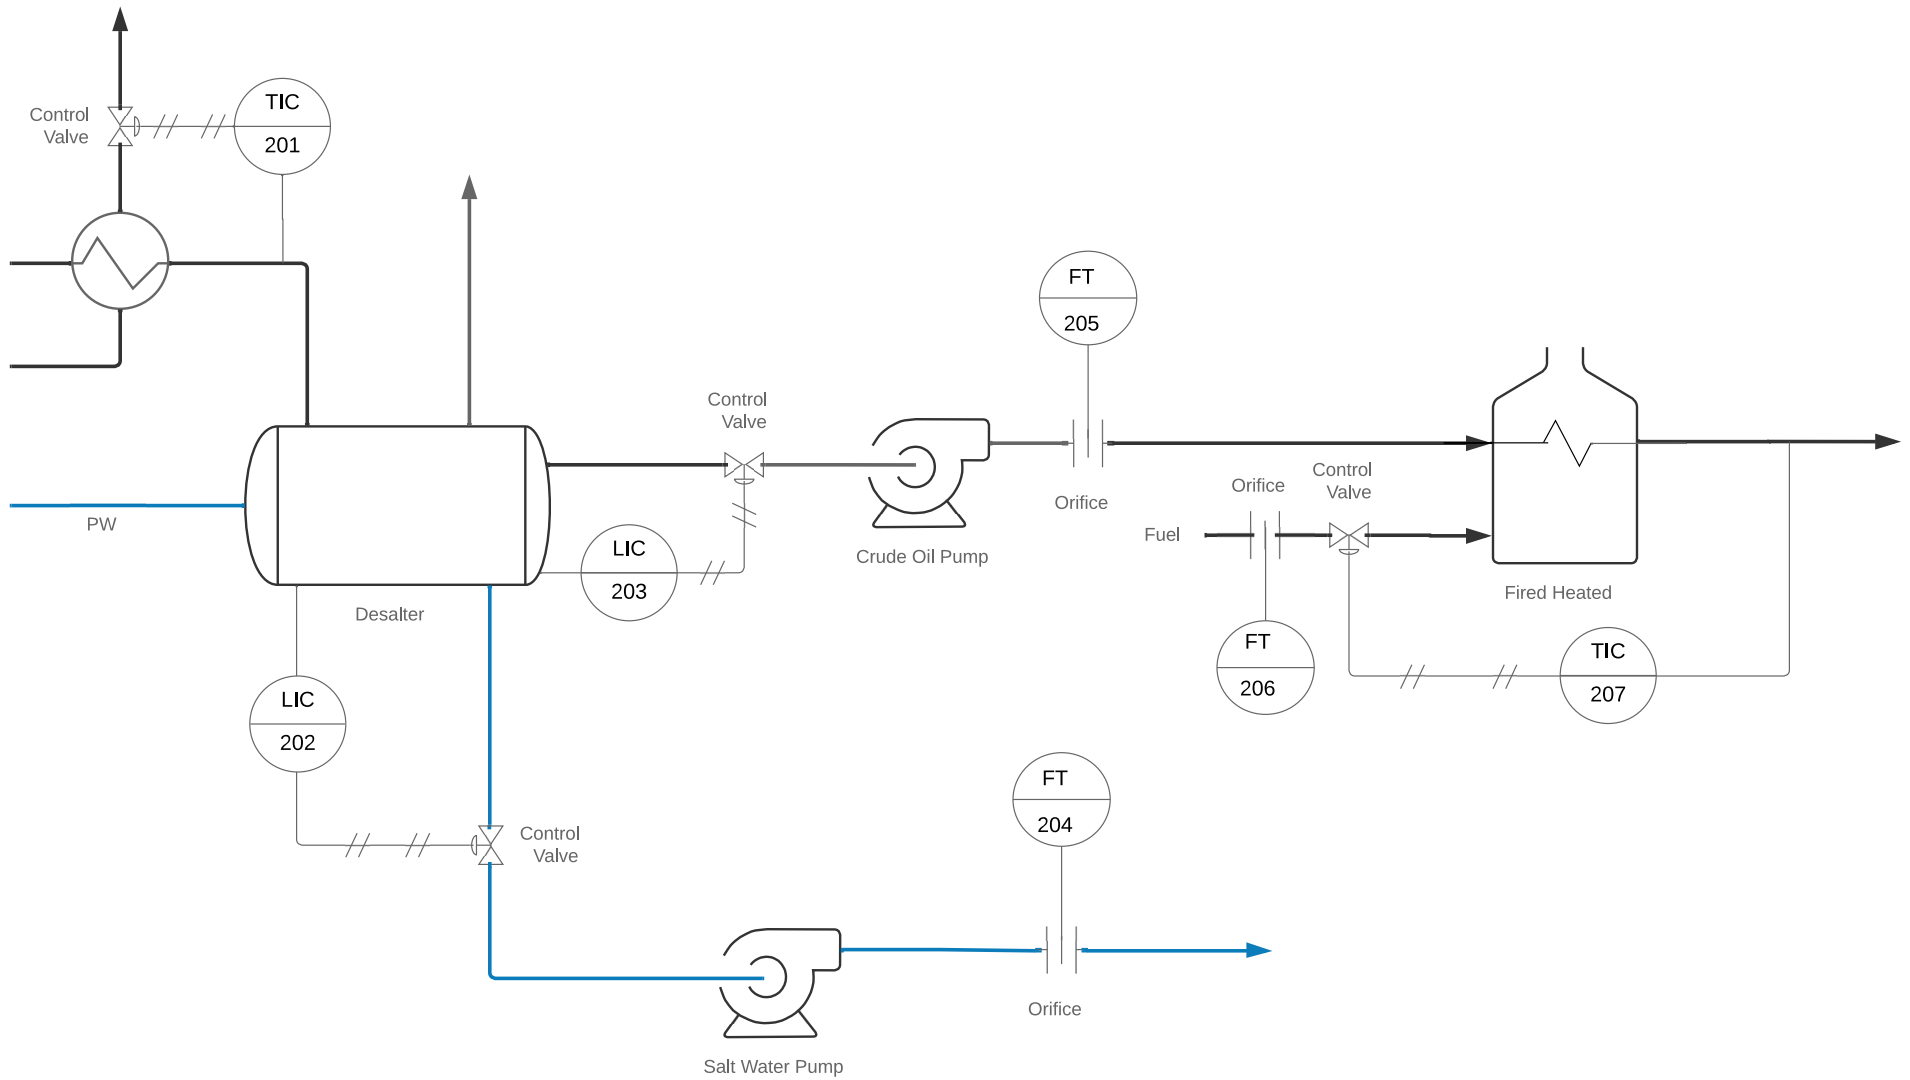 TIC
201
Control
Valve
FT
205
Control
Valve
Control
Valve
Orifice
Orifice
PW
Fuel
LIC
203
Crude Oil Pump
Fired Heated
Desalter
FT
206
TIC
207
LIC
202
FT
204
Control
Valve
Orifice
Salt Water Pump